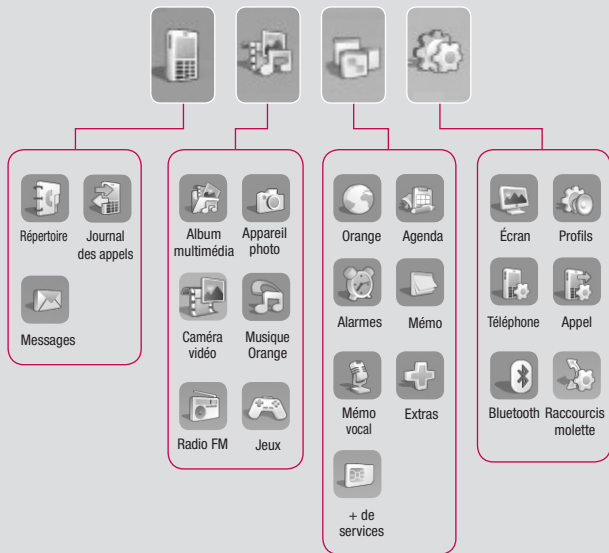 Répertoire
Journal
des appels
Messages
Album
multimédia
Appareil
photo
Caméra
vidéo
Musique
Orange
Radio FM
Jeux
Orange
Agenda
Alarmes
Mémo
Mémo
vocal
Extras
+ de
services
Écran
Profils
Téléphone
Appel
Bluetooth
Raccourcis
molette